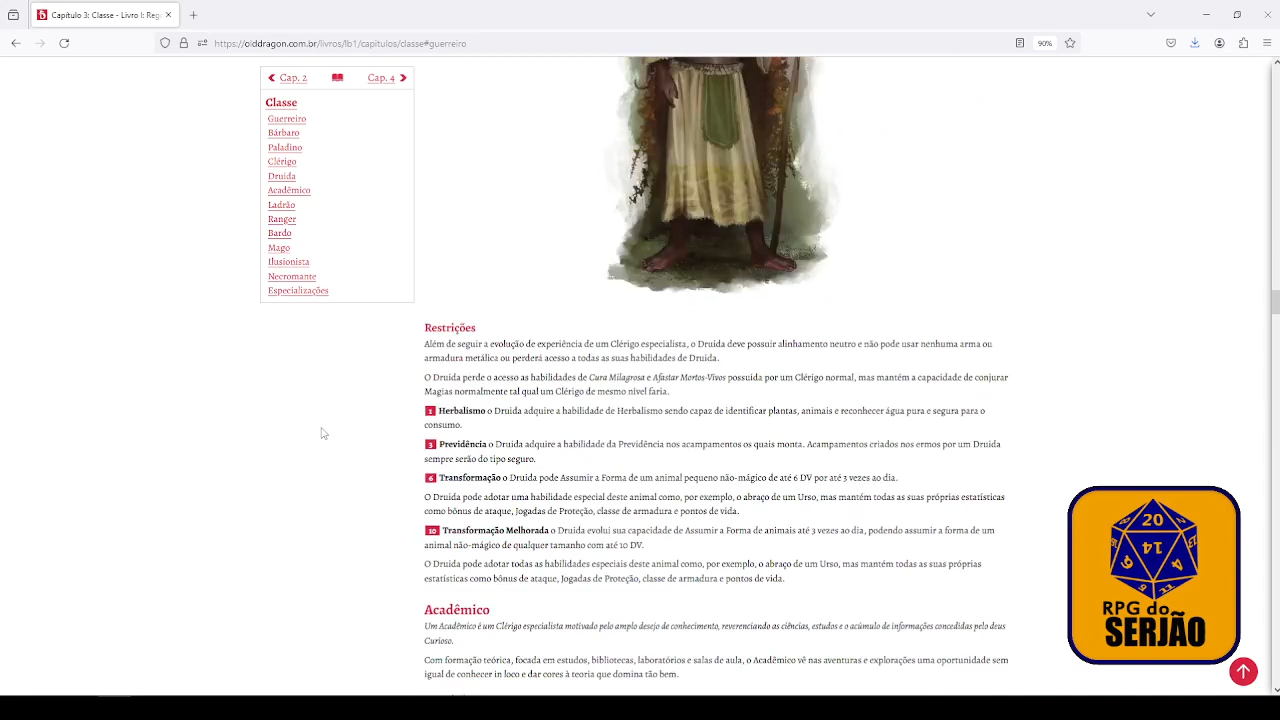 Capítulo 3: Classe - Livro I: Reg
https://olddragon.com.br/livros/lb1/capitulos/classe#guerreiro
90%
Cap. 2
Cap. 4
Classe
Guerreiro
Bárbaro
Paladino
Clérigo
Druida
Acadêmico
Ladrão
Ranger
Bardo
Mago
Ilusionista
Necromante
Especializações
Restrições
Além de seguir a evolução de experiência de um Clérigo especialista, o Druida deve possuir alinhamento neutro e não pode usar nenhuma arma ou
armadura metálica ou perderá acesso a todas as suas habilidades de Druida.
O Druida perde o acesso as habilidades de Cura Milagrosa e Afastar Mortos-Vivos possuída por um Clérigo normal, mas mantém a capacidade de conjurar
Magias normalmente tal qual um Clérigo de mesmo nível faria.
1 Herbalismo o Druida adquire a habilidade de Herbalismo sendo capaz de identificar plantas, animais e reconhecer água pura e segura para o
consumo.
3 Previdência o Druida adquire a habilidade da Previdência nos acampamentos os quais monta. Acampamentos criados nos ermos por um Druida
sempre serão do tipo seguro.
6 Transformação o Druida pode Assumir a Forma de um animal pequeno não-mágico de até 6 DV por até 3 vezes ao dia.
O Druida pode adotar uma habilidade especial deste animal como, por exemplo, o abraço de um Urso, mas mantém todas as suas próprias estatísticas
como bônus de ataque, Jogadas de Proteção, classe de armadura e pontos de vida.
10 Transformação Melhorada o Druida evolui sua capacidade de Assumir a Forma de animais até 3 vezes ao dia, podendo assumir a forma de um
animal não-mágico de qualquer tamanho com até 10 DV.
O Druida pode adotar todas as habilidades especiais deste animal como, por exemplo, o abraço de um Urso, mas mantém todas as suas próprias
estatísticas como bônus de ataque, Jogadas de Proteção, classe de armadura e pontos de vida.
Acadêmico
Um Acadêmico é um Clérigo especialista motivado pelo amplo desejo de conhecimento, reverenciando as ciências, estudos e o acúmulo de informações concedidas pelo deus
Curioso.
Com formação teórica, focada em estudos, bibliotecas, laboratórios e salas de aula, o Acadêmico vê nas aventuras e explorações uma oportunidade sem
igual de conhecer in loco e dar cores à teoria que domina tão bem.
20
14
RPG do
SERJÃO